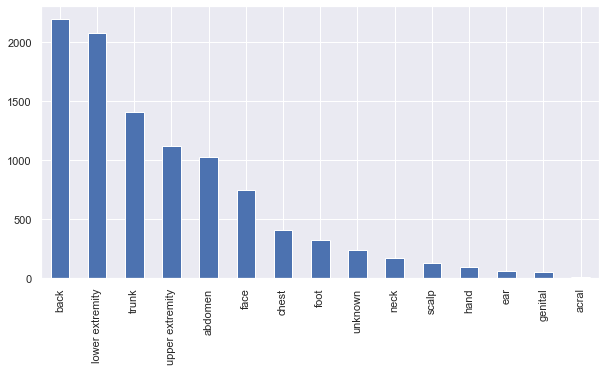 2000
1500
1000
500
0
back
lower extremity
trunk
upper extremity
abdomen
face
chest
foot
unknown
neck
scalp
hand
ear
genital
acral